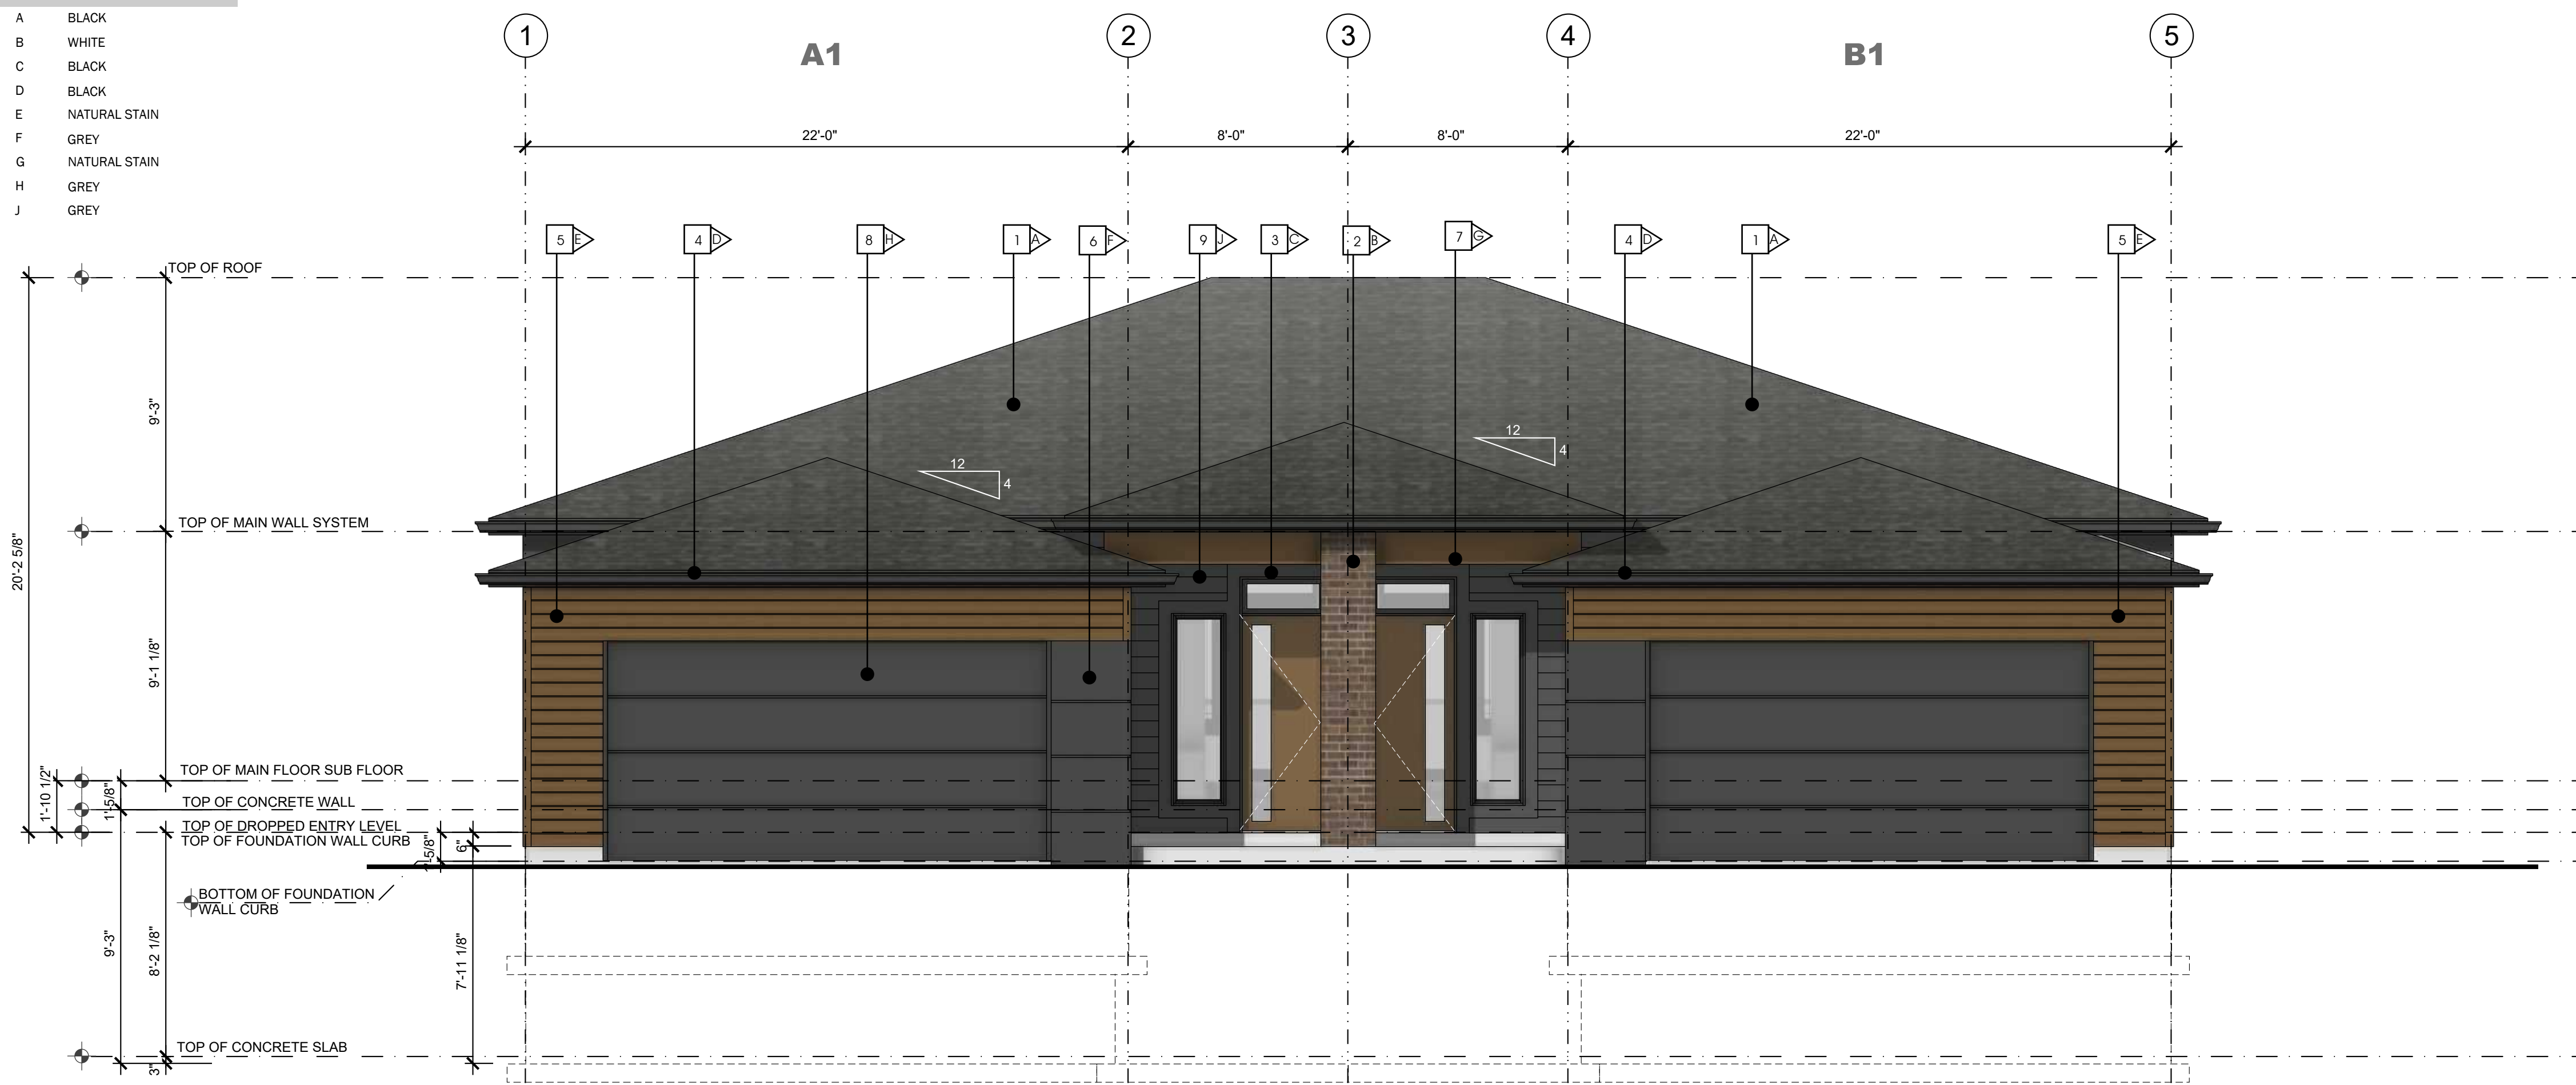 A BLACK
B WHITE
C BLACK
D BLACK
E NATURAL STAIN
F GREY
G NATURAL STAIN
H GREY
J GREY
1 2 3 4 5
A1 B1
22'-0" 8'-0" 8'-0" 22'-0"
5 E 4 D 8 H 1 A 6 F 9 J 3 C 2 B 7 G 4 D 1 A 5 E
TOP OF ROOF
9'-3"
12
4
12
4
TOP OF MAIN WALL SYSTEM
20'-2 5/8"
9'-1 1/8"
TOP OF MAIN FLOOR SUB FLOOR
1'-10 1/2"
1'-5/8"
TOP OF CONCRETE WALL
TOP OF DROPPED ENTRY LEVEL
TOP OF FOUNDATION WALL CURB
6"
BOTTOM OF FOUNDATION
WALL CURB
9'-3"
8'-2 1/8"
7'-11 1/8"
TOP OF CONCRETE SLAB
3"